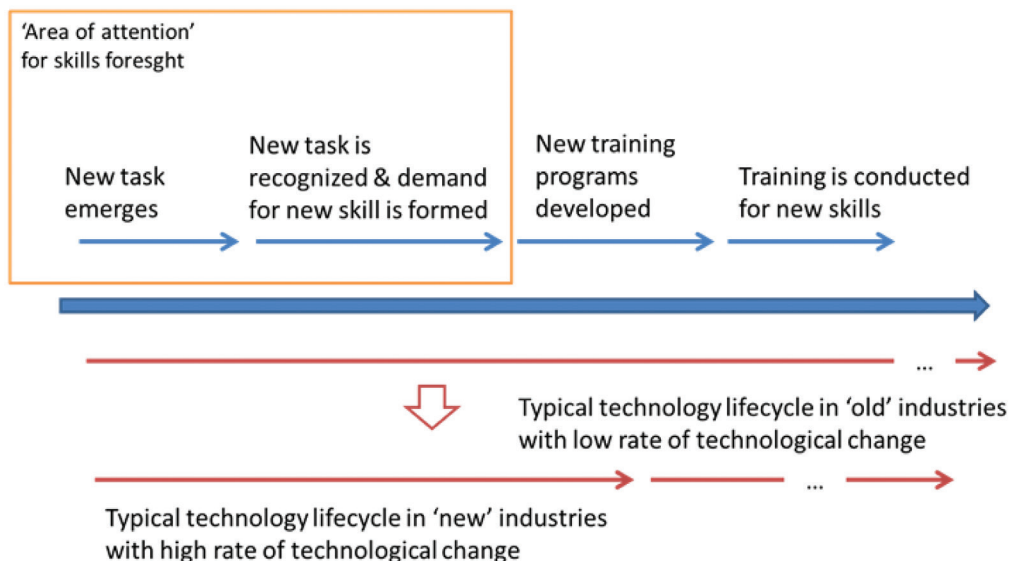 ‘Area of attention’
for skills foresght
New task
emerges
New task is
recognized & demand
for new skill is formed
New training
programs
developed
Training is conducted
for new skills
...
Typical technology lifecycle in ‘old’ industries
with low rate of technological change
...
Typical technology lifecycle in ‘new’ industries
with high rate of technological change